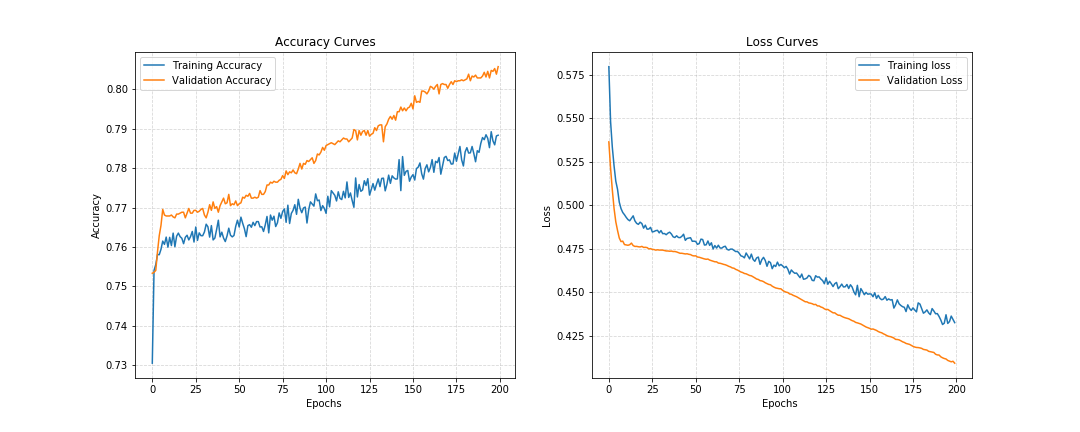 Accuracy Curves
Training Accuracy
Validation Accuracy
0.80
0.79
0.78
0.77
0.76
0.75
0.74
0.73
Accuracy
0 25 50 75 100 125 150 175 200
Epochs
Loss Curves
Training loss
Validation Loss
0.575
0.550
0.525
0.500
0.475
0.450
0.425
Loss
0 25 50 75 100 125 150 175 200
Epochs